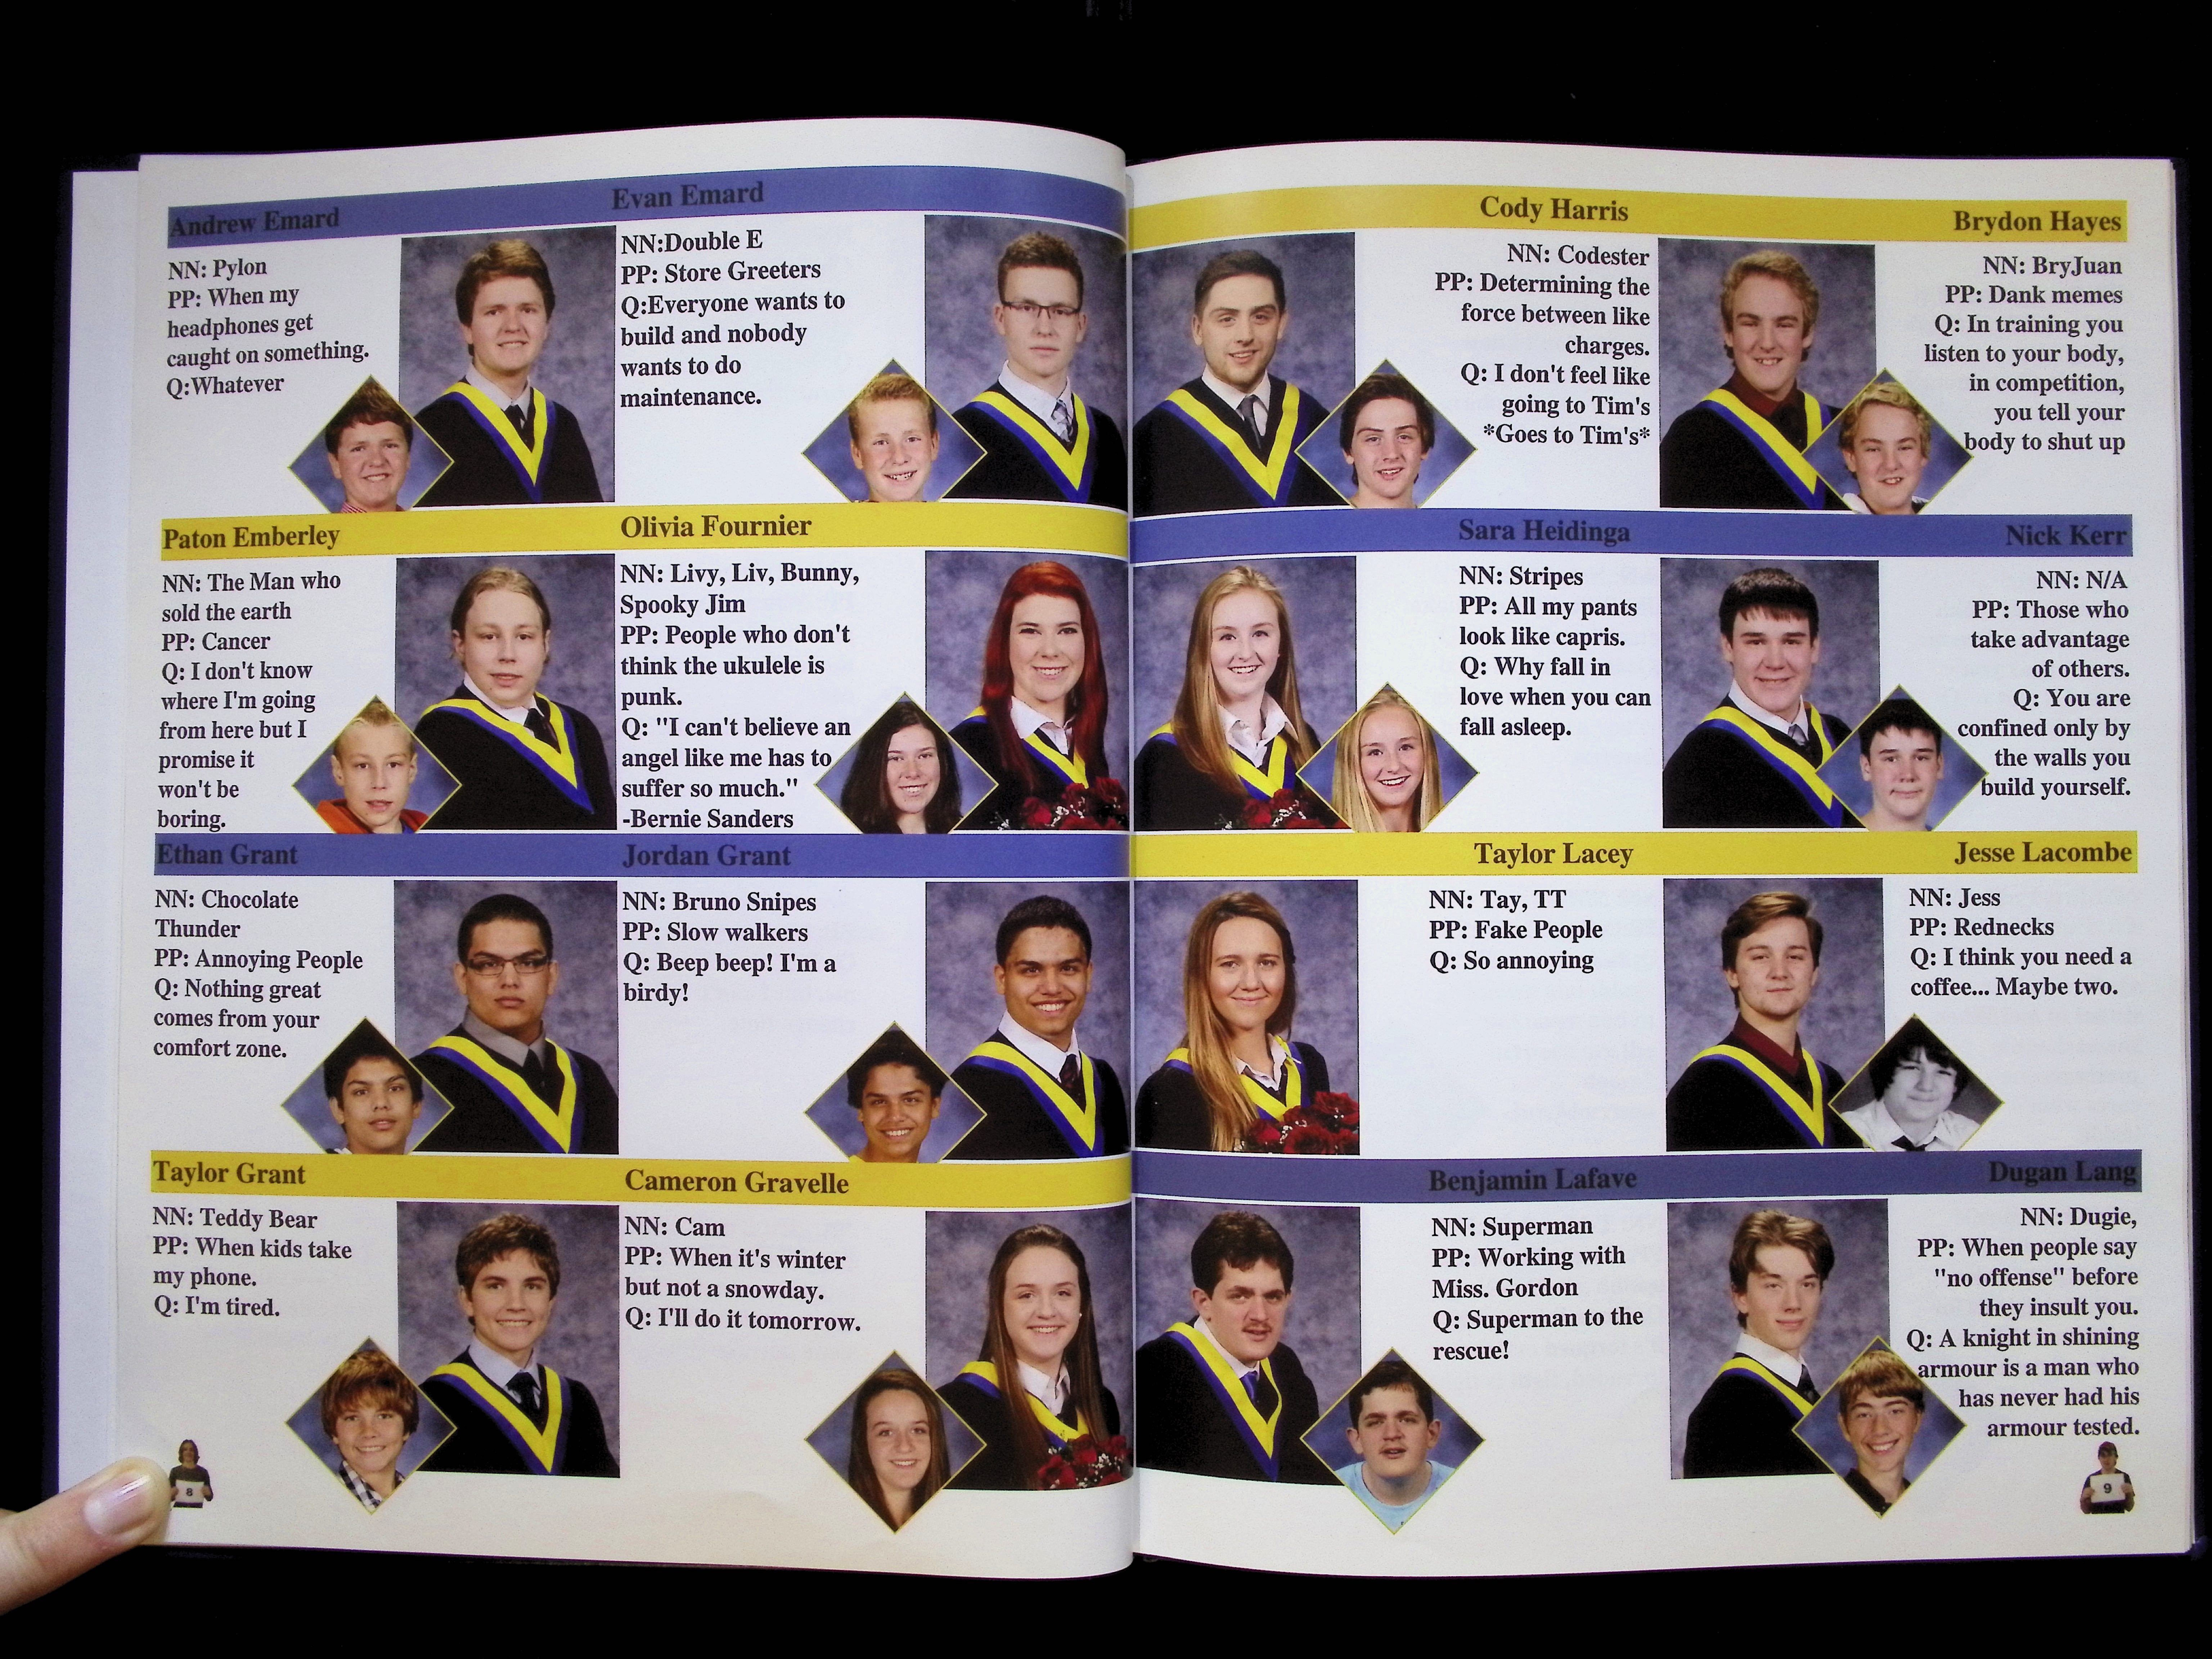 Andrew Emard
NN: Pylon
PP: When my
headphones get
caught on something.
Q:Whatever
Evan Emard
NN:Double E
PP: Store Greeters
Q:Everyone wants to
build and nobody
wants to do
maintenance.
Paton Emberley
NN: The Man who
sold the earth
PP: Cancer
Q: I don't know
where I'm going
from here but I
promise it
won't be
boring.
Olivia Fournier
NN: Livy, Liv, Bunny,
Spooky Jim
PP: People who don't
think the ukulele is
punk.
Q: "I can't believe an
angel like me has to
suffer so much."
-Bernie Sanders
Ethan Grant
NN: Chocolate
Thunder
PP: Annoying People
Q: Nothing great
comes from your
comfort zone.
Jordan Grant
NN: Bruno Snipes
PP: Slow walkers
Q: Beep beep! I'm a
birdy!
Taylor Grant
NN: Teddy Bear
PP: When kids take
my phone.
Q: I'm tired.
Cameron Gravelle
NN: Cam
PP: When it's winter
but not a snowday.
Q: I'll do it tomorrow.
8
Cody Harris
NN: Codester
PP: Determining the
force between like
charges.
Q: I don't feel like
going to Tim's
*Goes to Tim's*
Brydon Hayes
NN: BryJuan
PP: Dank memes
Q: In training you
listen to your body,
in competition,
you tell your
body to shut up
Sara Heidinga
NN: Stripes
PP: All my pants
look like capris.
Q: Why fall in
love when you can
fall asleep.
Nick Kerr
NN: N/A
PP: Those who
take advantage
of others.
Q: You are
confined only by
the walls you
build yourself.
Taylor Lacey
NN: Tay, TT
PP: Fake People
Q: So annoying
Jesse Lacombe
NN: Jess
PP: Rednecks
Q: I think you need a
coffee... Maybe two.
Benjamin Lafave
NN: Superman
PP: Working with
Miss. Gordon
Q: Superman to the
rescue!
Dugan Lang
NN: Dugie,
PP: When people say
"no offense" before
they insult you.
Q: A knight in shining
armour is a man who
has never had his
armour tested.
9